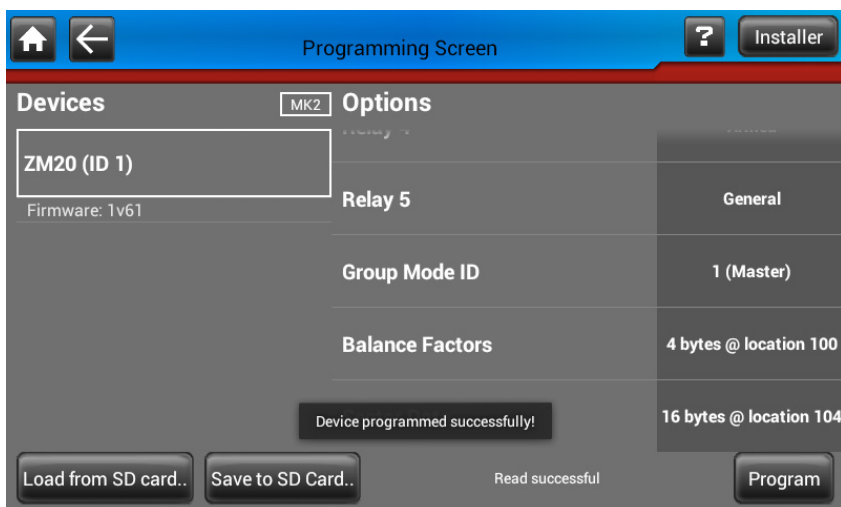 Programming Screen
?
Installer
Devices
MK2
Options
ZM20 (ID 1)
Firmware: 1v61
Relay 5
General
Group Mode ID
1 (Master)
Balance Factors
4 bytes @ location 100
16 bytes @ location 104
Device programmed successfully!
Load from SD card..
Save to SD Card..
Read successful
Program